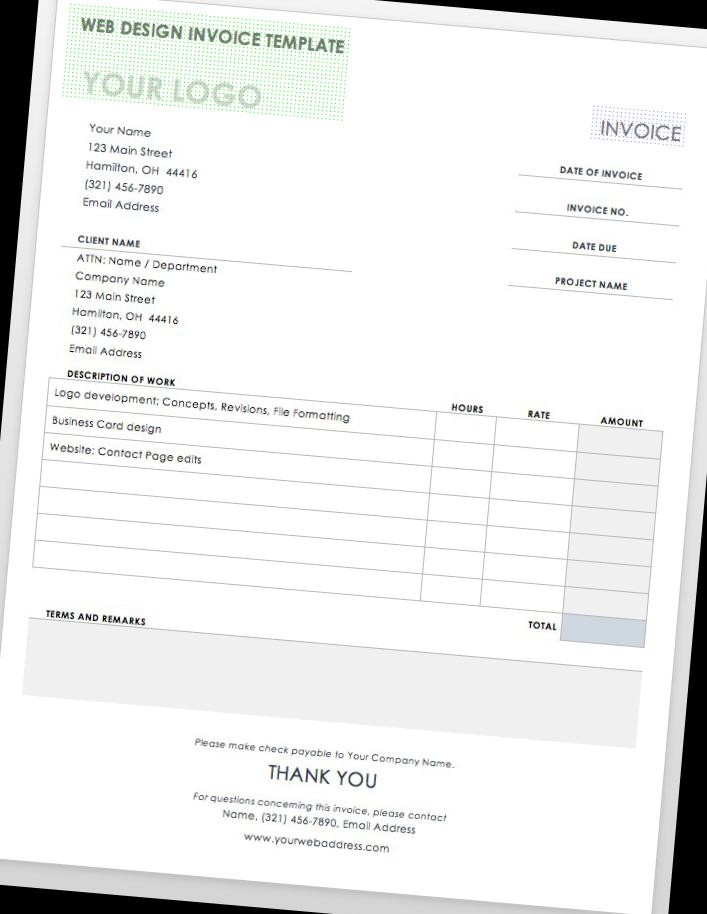 WEB DESIGN INVOICE TEMPLATE
YOUR LOGO
INVOICE
Your Name
123 Main Street
Hamilton, OH 44416
(321) 456-7890
Email Address
DATE OF INVOICE
INVOICE NO.
DATE DUE
PROJECT NAME
CLIENT NAME
ATTN: Name / Department
Company Name
123 Main Street
Hamilton, OH 44416
(321) 456-7890
Email Address
DESCRIPTION OF WORK HOURS RATE AMOUNT
Logo development; Concepts, Revisions, File Formatting
Business Card design
Website: Contact Page edits
TOTAL
TERMS AND REMARKS
Please make check payable to Your Company Name.
THANK YOU
For questions concerning this invoice, please contact
Name, (321) 456-7890, Email Address
www.yourwebaddress.com